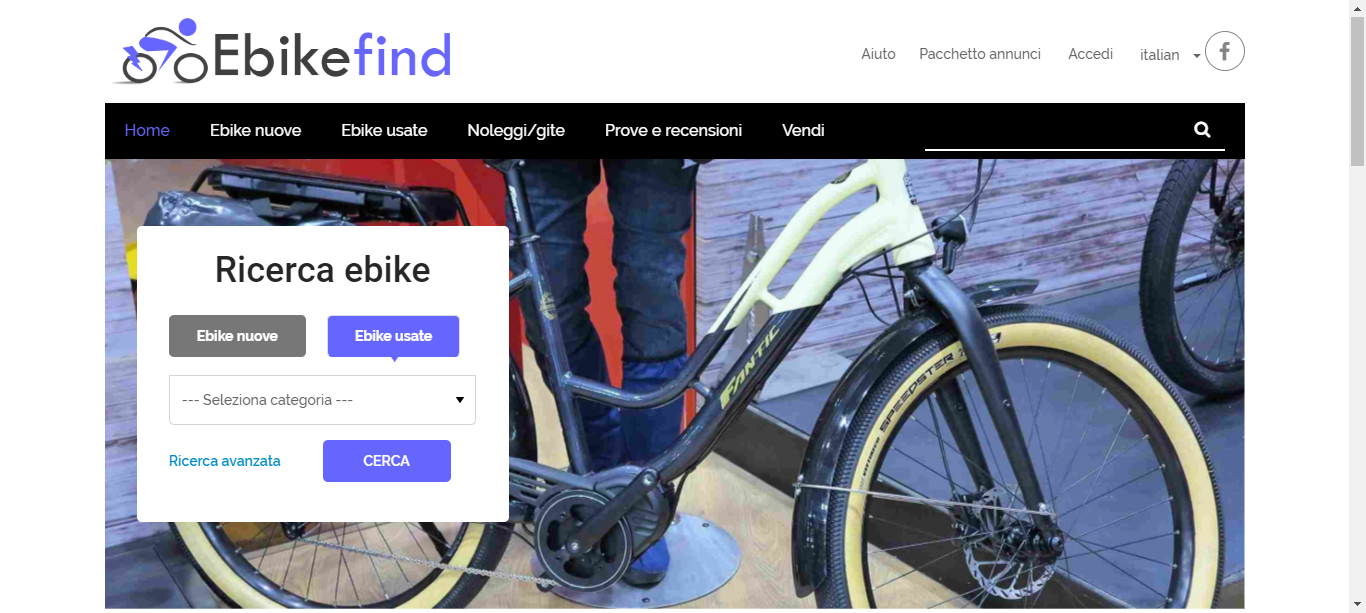 Ebikefind
Aiuto Pacchetto annunci Accedi italian
Home Ebike nuove Ebike usate Noleggi/gite Prove e recensioni Vendi
Ricerca ebike
Ebike nuove Ebike usate
--- Seleziona categoria ---
Ricerca avanzata CERCA
FANTIC
SPEEDSTER